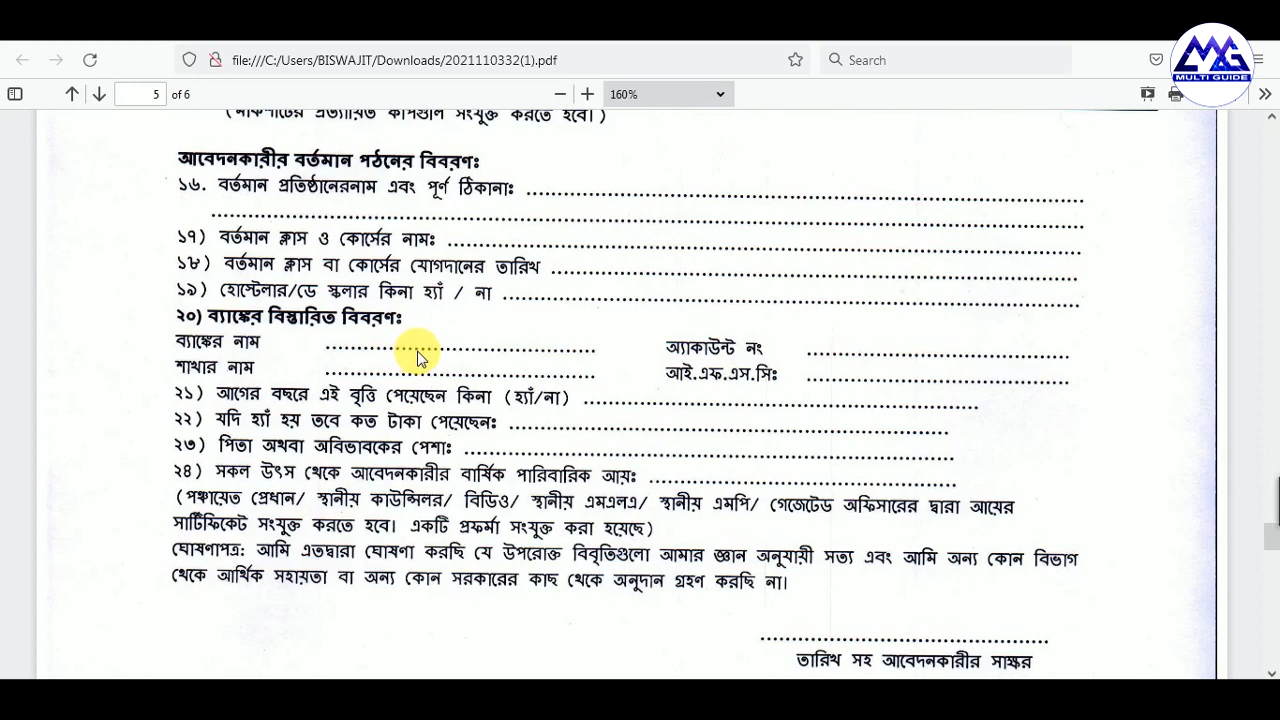 file:///C:/Users/BISWAJIT/Downloads/2021110332(1).pdf
Search
MULTI GUIDE
5 of 6
160%
সংযুক্ত করতে হবে।)
আবেদনকারীর বর্তমান পঠনের বিবরণঃ
১৬. বর্তমান প্রতিষ্ঠানেরনাম এবং পূর্ণ ঠিকানাঃ
১৭) বর্তমান ক্লাস ও কোর্সের নামঃ
১৮) বর্তমান ক্লাস বা কোর্সের যোগদানের তারিখ
১৯) হোস্টেলার/ডে স্কলার কিনা হ্যাঁ / না
২০) ব্যাঙ্কের বিস্তারিত বিবরণঃ
ব্যাঙ্কের নাম অ্যাকাউন্ট নং
শাখার নাম আই.এফ.এস.সিঃ
২১) আগের বছরে এই বৃত্তি পেয়েছেন কিনা (হ্যাঁ/না)
২২) যদি হ্যাঁ হয় তবে কত টাকা পেয়েছেনঃ
২৩) পিতা অথবা অবিভাবকের পেশাঃ
২৪) সকল উৎস থেকে আবেদনকারীর বার্ষিক পারিবারিক আয়ঃ
(পঞ্চায়েত প্রেধান/ স্থানীয় কাউন্সিলর/ বিডিও/ স্থানীয় এমএলএ/ স্থানীয় এমপি/ গেজেটেড অফিসারের দ্বারা আয়ের
সার্টিফিকেট সংযুক্ত করতে হবে। একটি প্রফর্মা সংযুক্ত করা হয়েছে)
ঘোষণাপত্র: আমি এতদ্বারা ঘোষণা করছি যে উপরোক্ত বিবৃতিগুলো আমার জ্ঞান অনুযায়ী সত্য এবং আমি অন্য কোন বিভাগ
থেকে আর্থিক সহায়তা বা অন্য কোন সরকারের কাছ থেকে অনুদান গ্রহণ করছি না।
তারিখ সহ আবেদনকারীর সাক্ষর